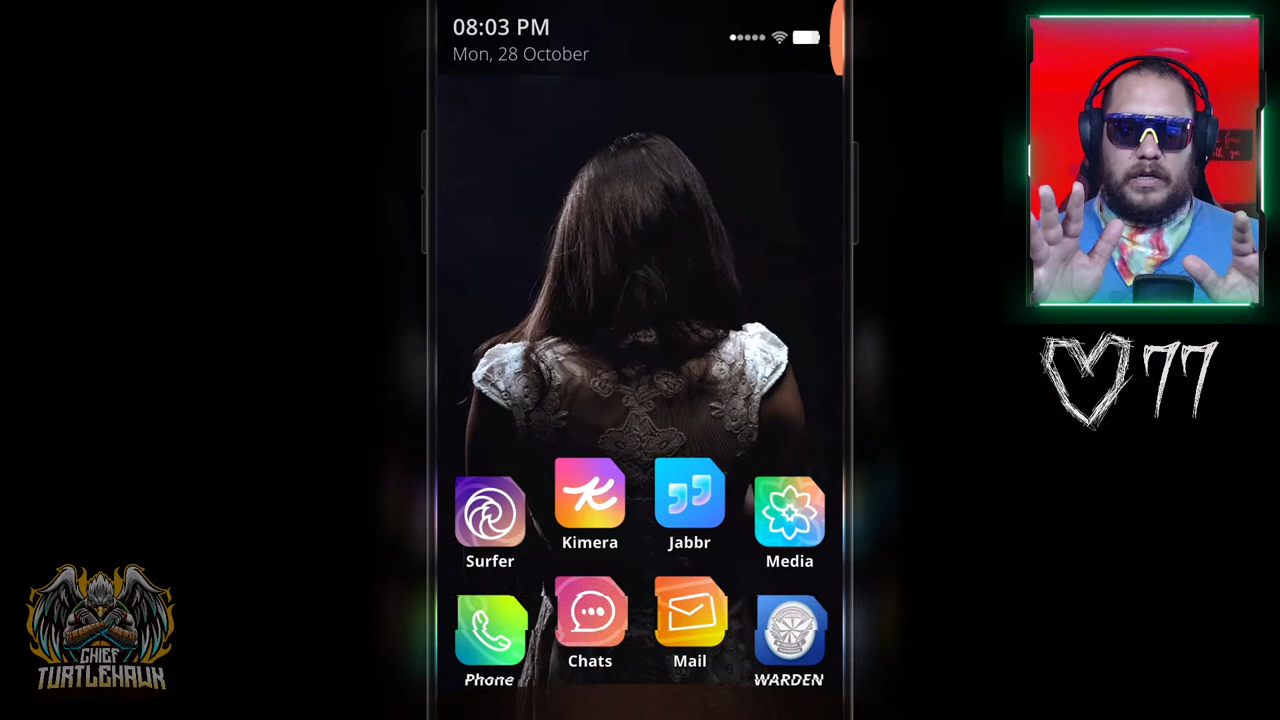 08:03 PM
Mon, 28 October
Surfer
Kimera
Jabbr
Media
Phone
Chats
Mail
WARDEN
77
CHIEF
TURTLEHAWK